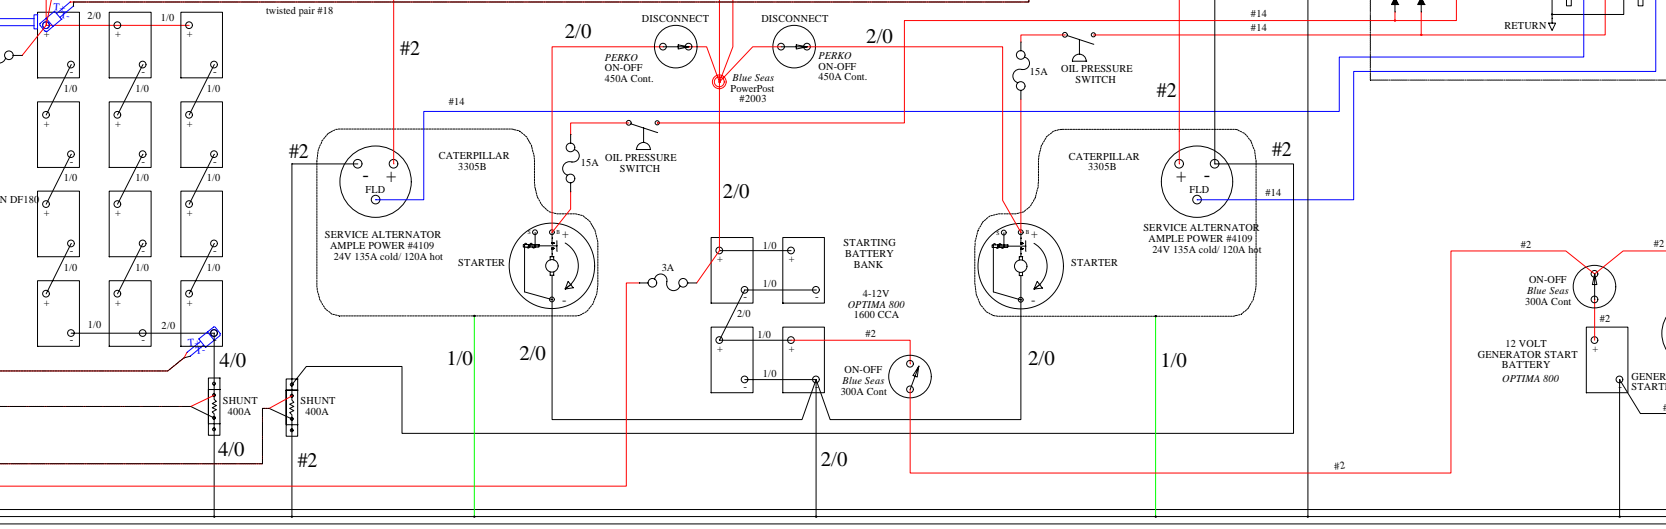 twisted pair #18
2/0
1/0
T+
T-
1/0
1/0
1/0
1/0
1/0
1/0
N DF180
1/0
1/0
1/0
1/0
2/0
T+
T-
4/0
SHUNT
400A
4/0
#2
SHUNT
400A
#2
#2
#14
- +
FLD
CATERPILLAR
3305B
SERVICE ALTERNATOR
AMPLE POWER #4109
24V 135A cold/ 120A hot
STARTER
S
B
+
-
1/0
2/0
2/0
DISCONNECT
PERKO
ON-OFF
450A Cont.
Blue Seas
PowerPost
#2003
DISCONNECT
2/0
PERKO
ON-OFF
450A Cont.
15A
OIL PRESSURE
SWITCH
2/0
3A
1/0
1/0
2/0
1/0
1/0
STARTING
BATTERY
BANK
4-12V
OPTIMA 800
1600 CCA
#2
ON-OFF
Blue Seas
300A Cont
2/0
#14
#14
15A
OIL PRESSURE
SWITCH
#2
CATERPILLAR
3305B
+ -
FLD
#2
#14
SERVICE ALTERNATOR
AMPLE POWER #4109
24V 135A cold/ 120A hot
S
B
+
-
STARTER
2/0
1/0
#2
RETURN
#2
#2
ON-OFF
Blue Seas
300A Cont
#2
12 VOLT
GENERATOR START
BATTERY
OPTIMA 800
+
-
GENER
STARTE